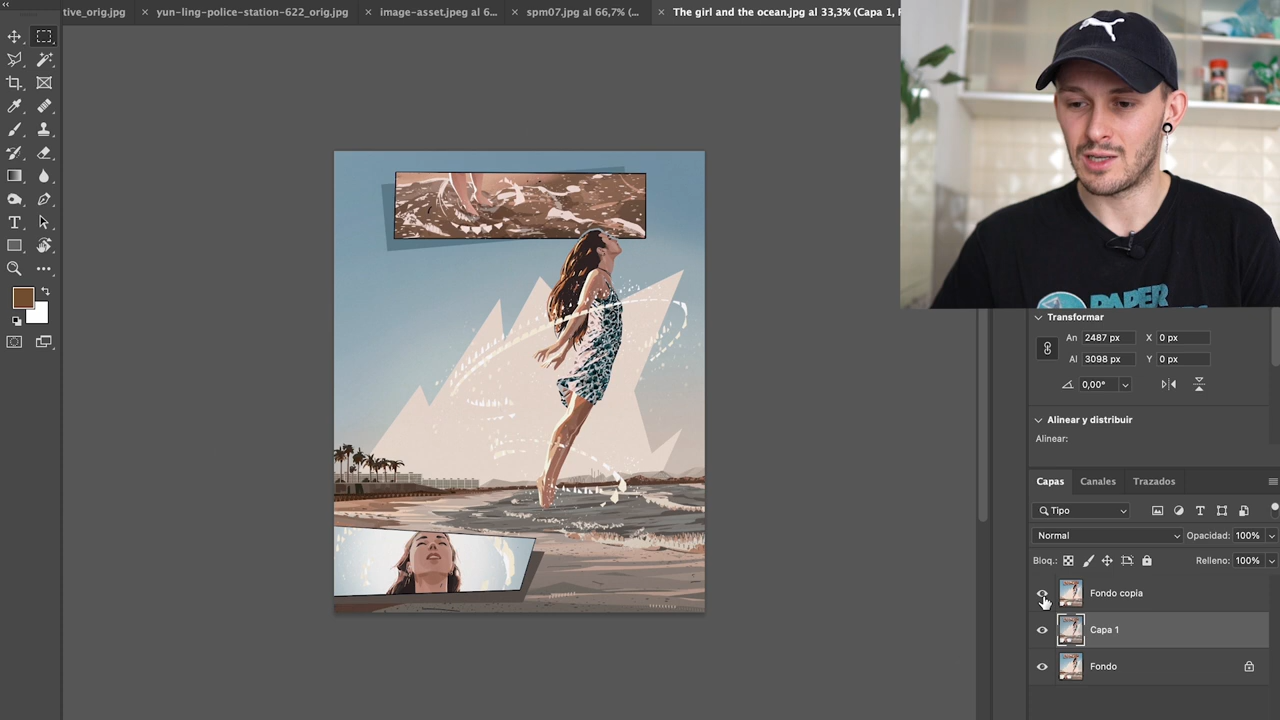 tive_orig.jpg
yun-ling-police-station-622_orig.jpg
image-asset.jpeg al 6...
spm07.jpg al 66,7% (...
The girl and the ocean.jpg al 33,3% (Capa 1,
PAPER
Transformar
An 2487 px X 0 px
Al 3098 px Y 0 px
0,00°
Alinear y distribuir
Alinear:
Capas Canales Trazados
Tipo
Normal Opacidad: 100%
Bloq.: Relleno: 100%
Fondo copia
Capa 1
Fondo